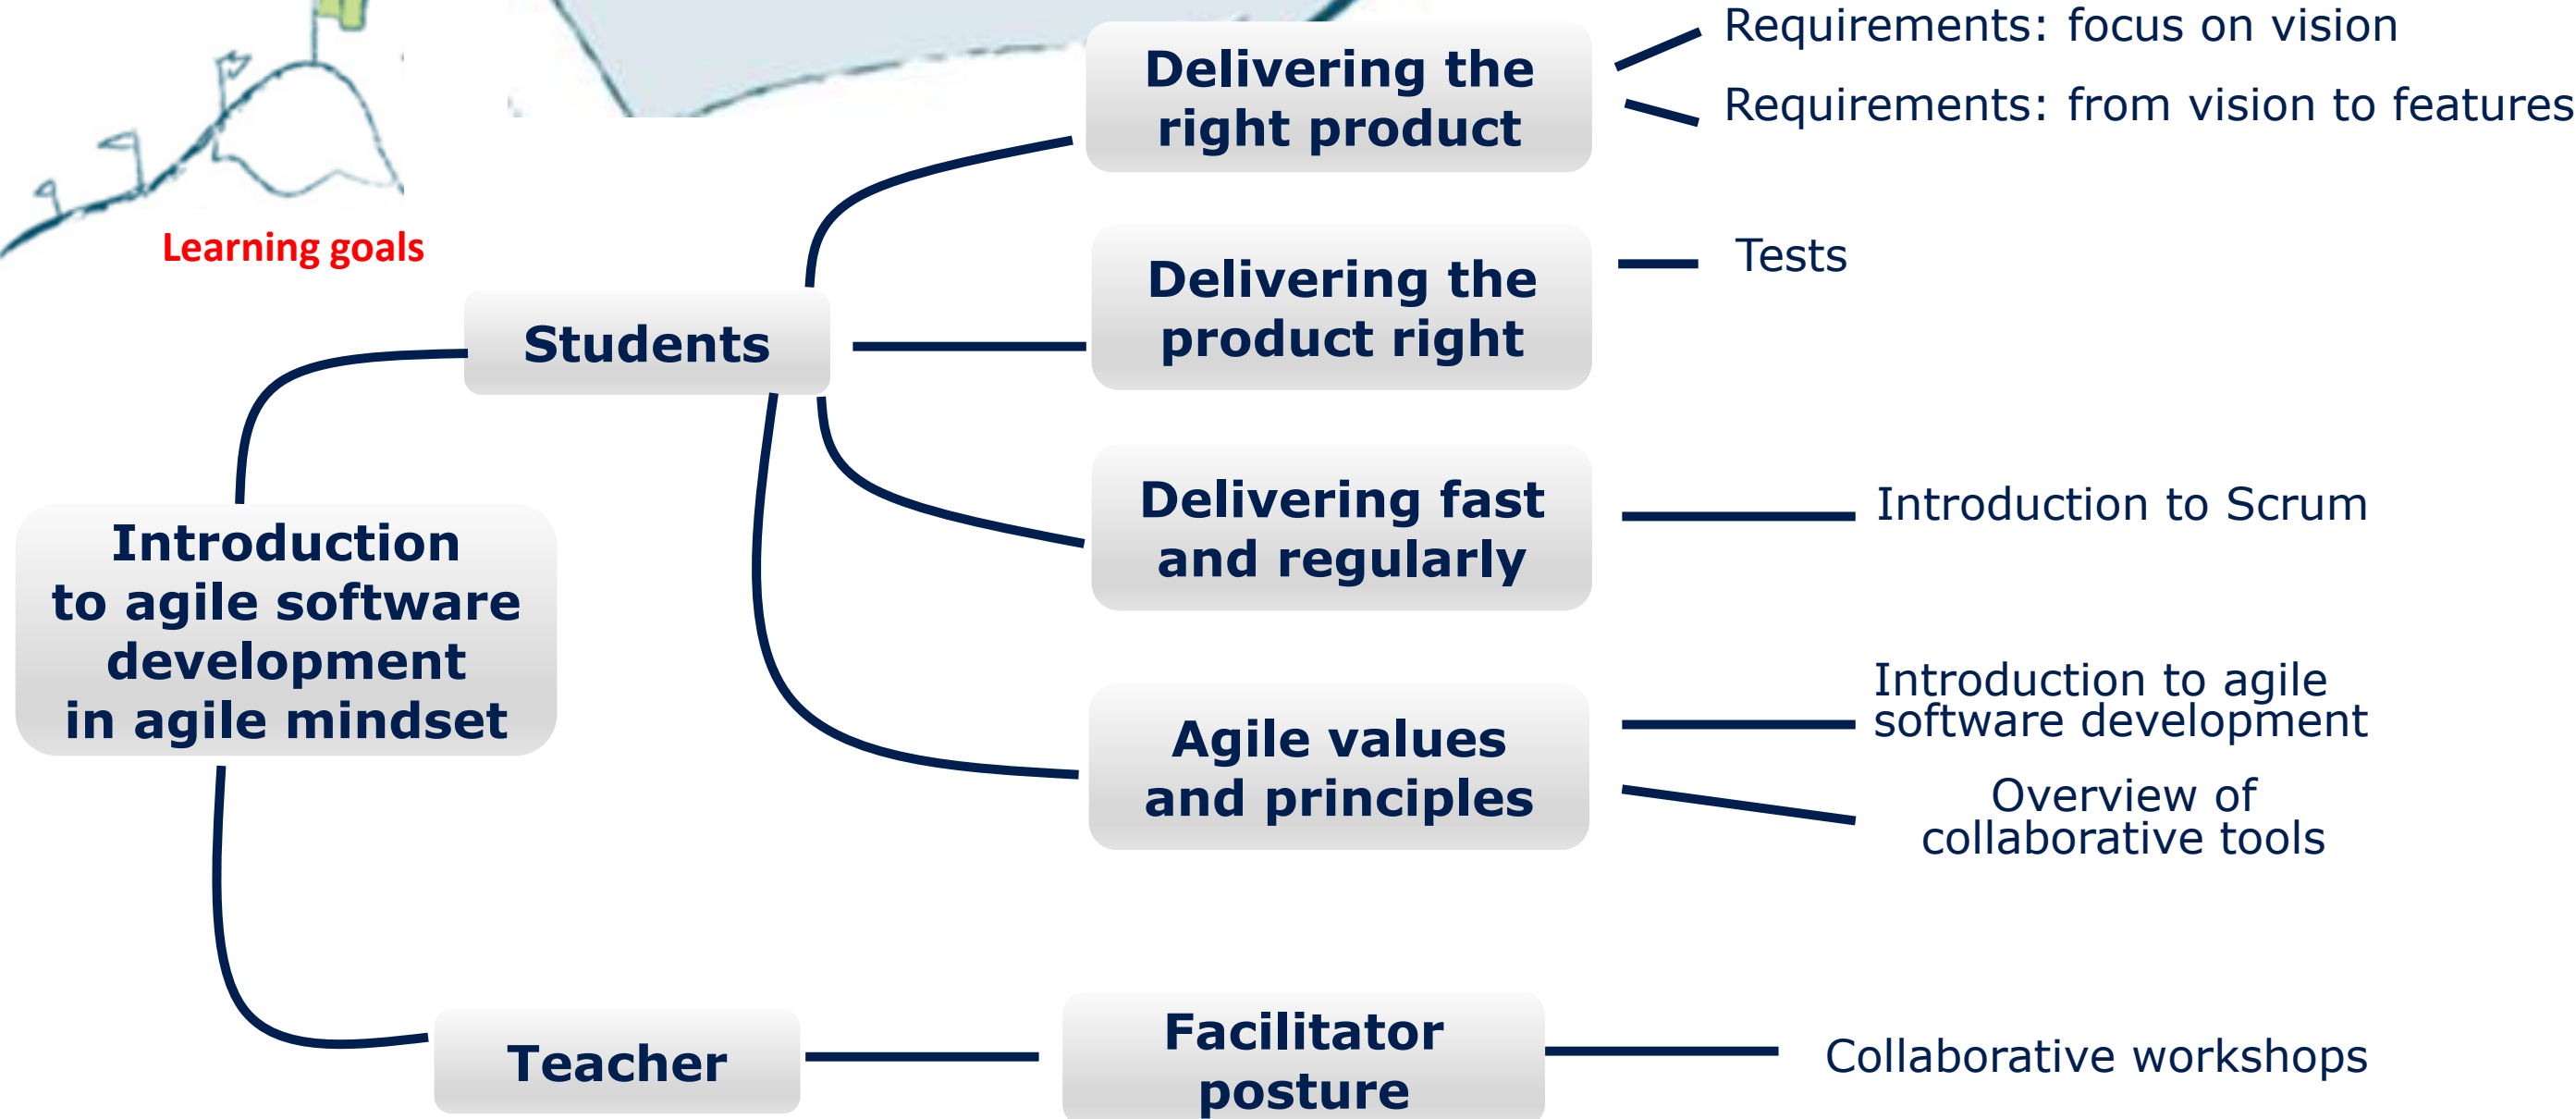 Learning goals
Introduction
to agile software
development
in agile mindset
Students
Delivering the
right product
Requirements: focus on vision
Requirements: from vision to features
Delivering the
product right
Tests
Delivering fast
and regularly
Introduction to Scrum
Agile values
and principles
Introduction to agile
software development
Overview of
collaborative tools
Teacher
Facilitator
posture
Collaborative workshops